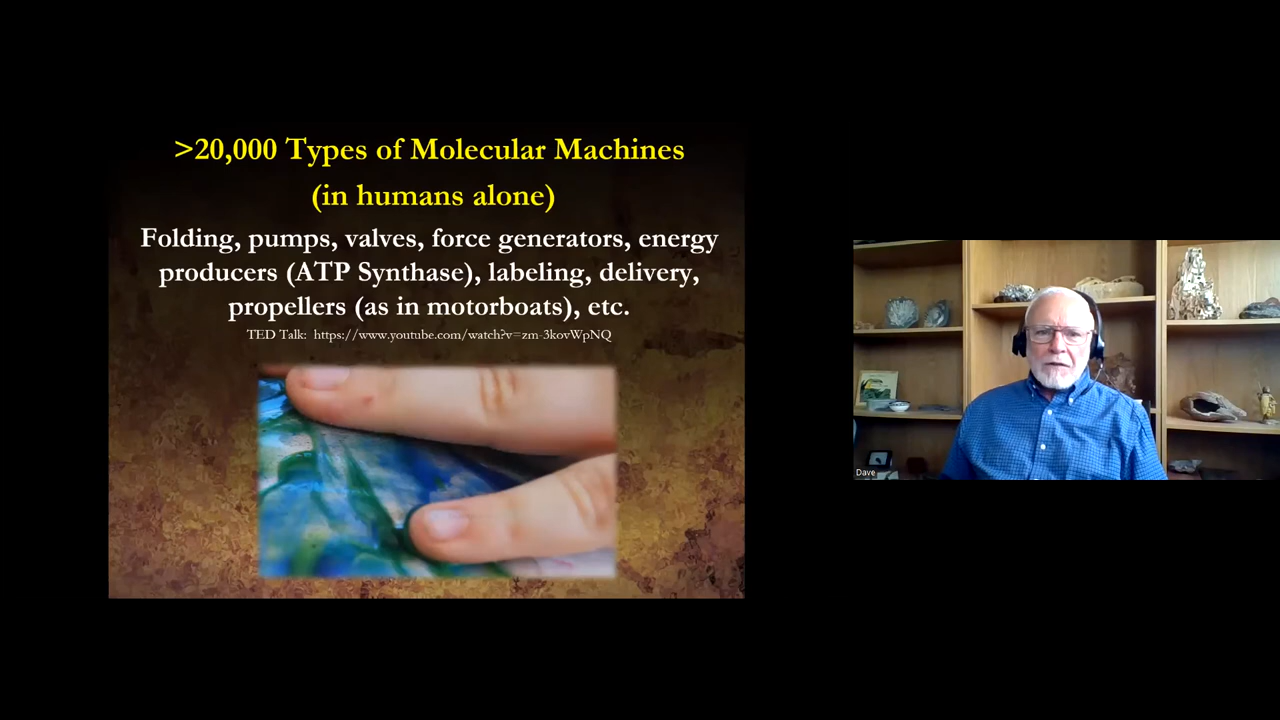 >20,000 Types of Molecular Machines
(in humans alone)
Folding, pumps, valves, force generators, energy
producers (ATP Synthase), labeling, delivery,
propellers (as in motorboats), etc.
TED Talk:  https://www.youtube.com/watch?v=zm-3kovWpNQ
Dave